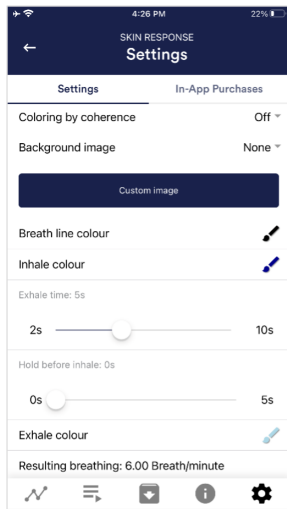 4:26 PM
22%
SKIN RESPONSE
Settings
Settings In-App Purchases
Coloring by coherence Off
Background image None
Custom image
Breath line colour
Inhale colour
Exhale time: 5s
2s 10s
Hold before inhale: 0s
0s 5s
Exhale colour
Resulting breathing: 6.00 Breath/minute